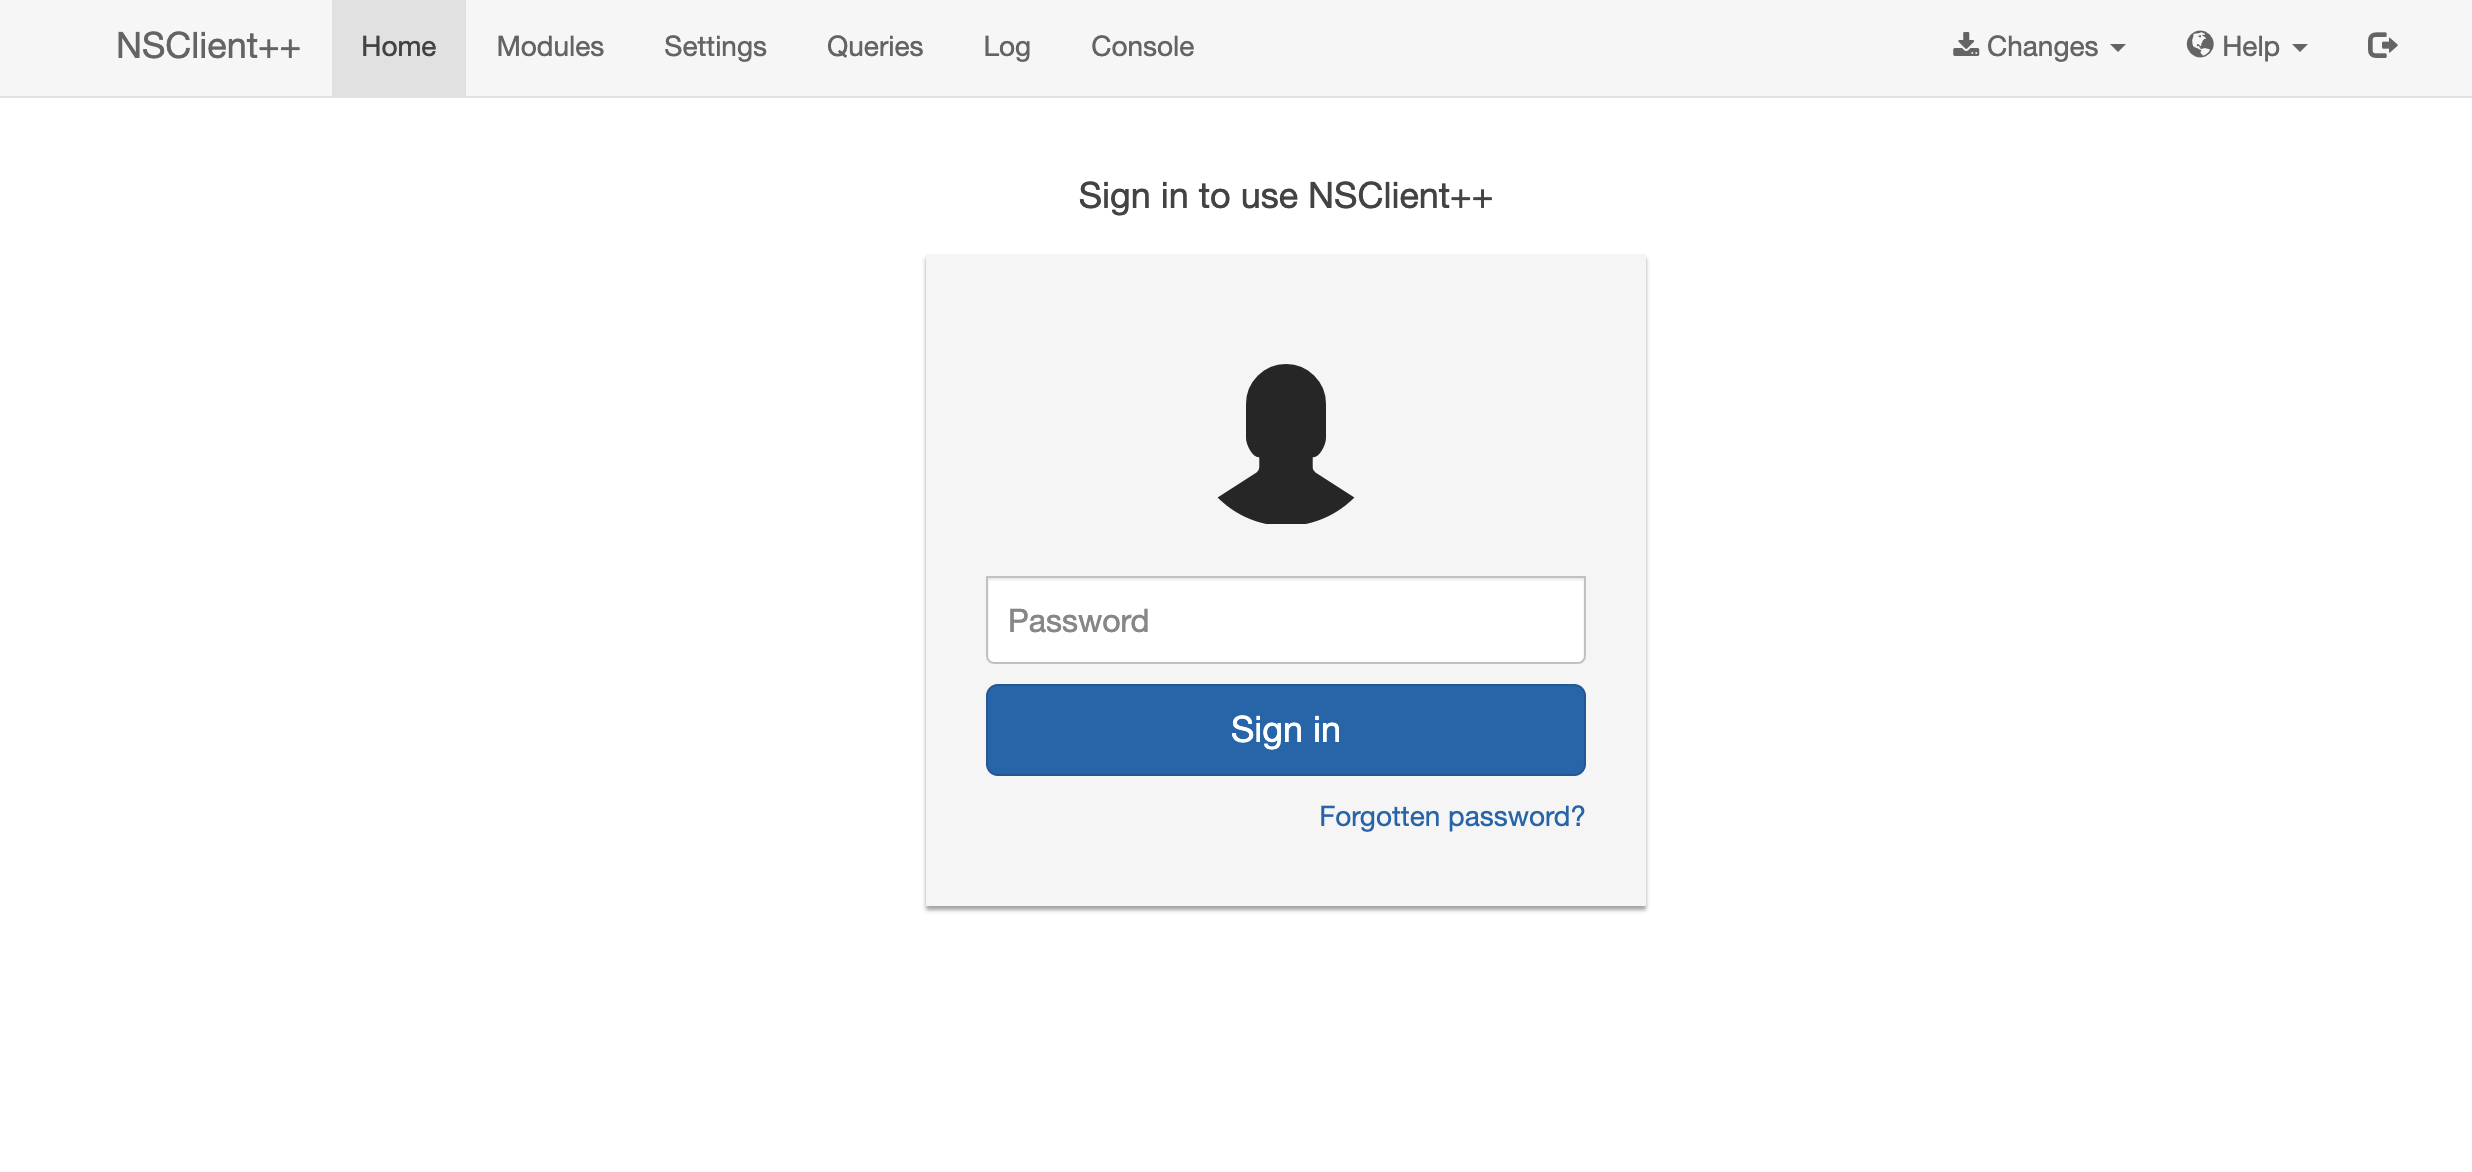 NSClient++ Home Modules Settings Queries Log Console Changes Help
Sign in to use NSClient++
Password
Sign in
Forgotten password?